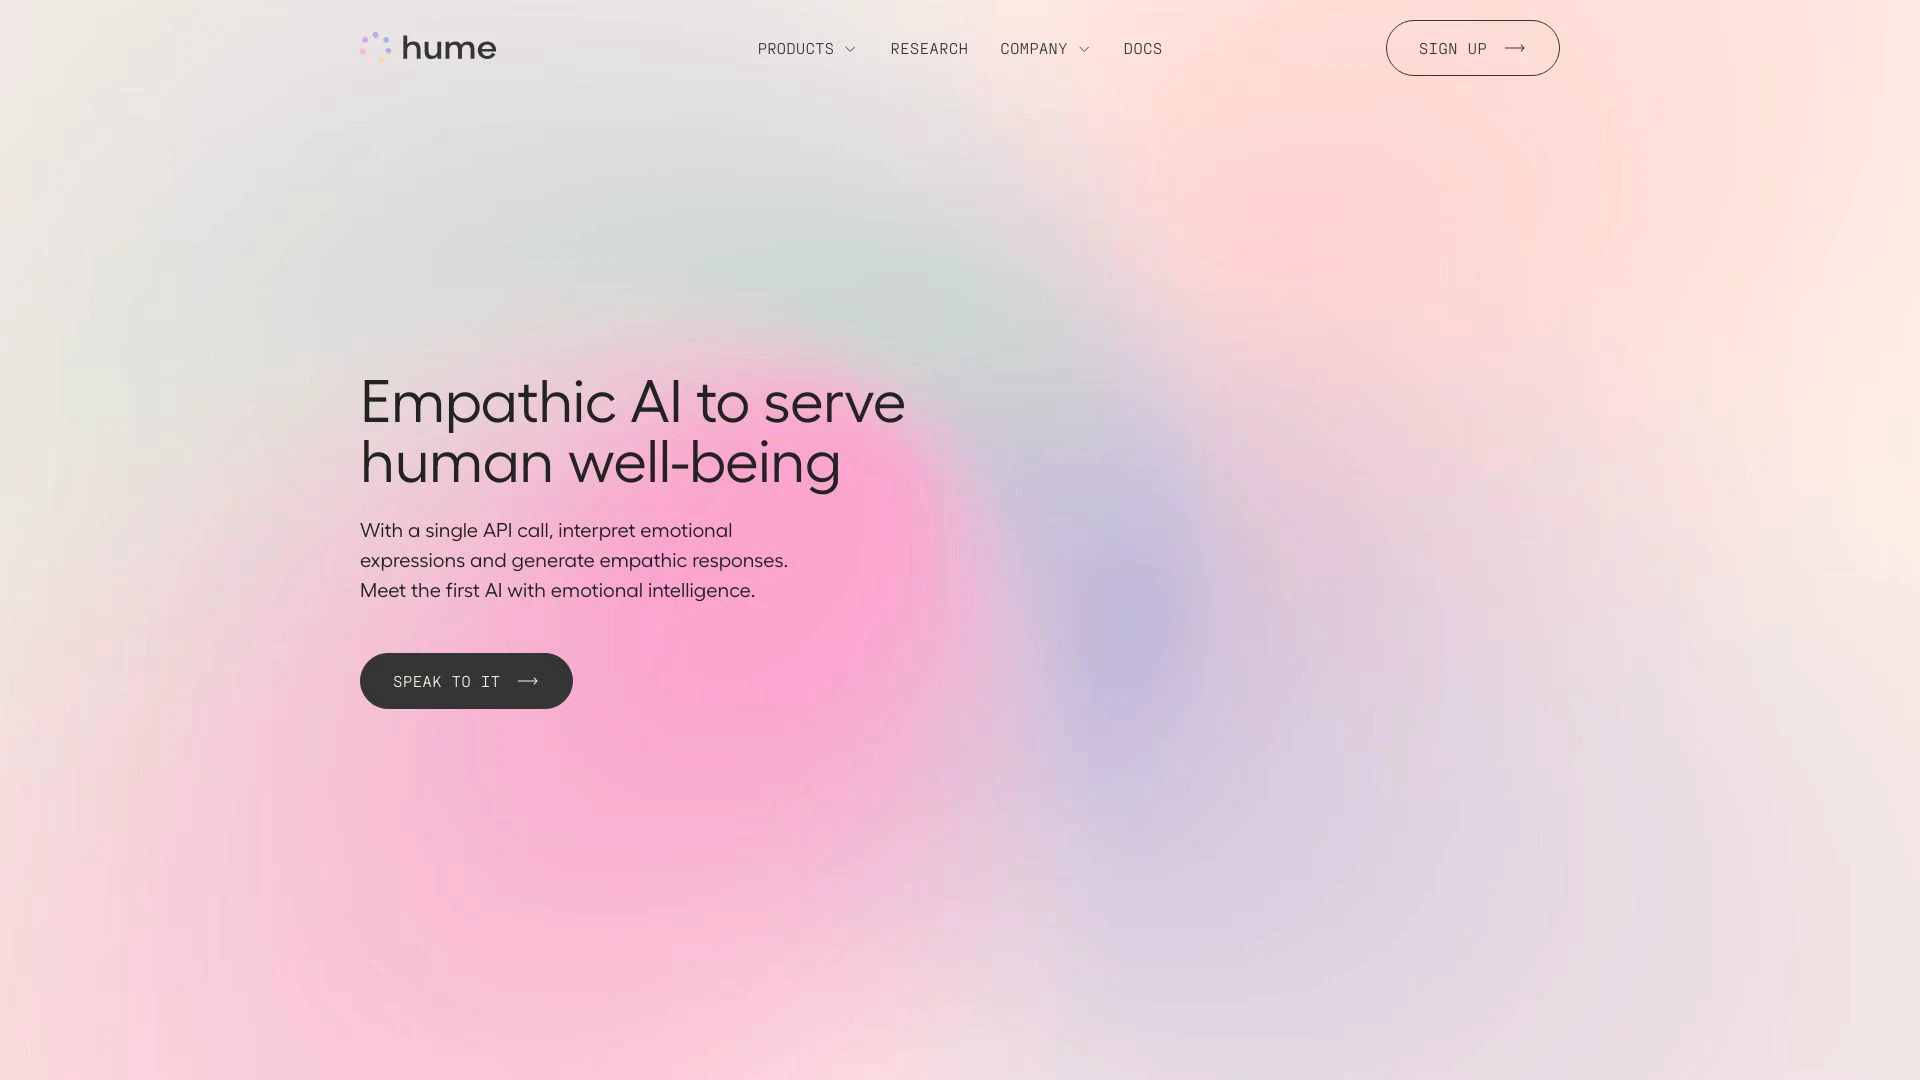 hume
PRODUCTS
RESEARCH
COMPANY
DOCS
SIGN UP
Empathic AI to serve
human well-being
With a single API call, interpret emotional
expressions and generate empathic responses.
Meet the first AI with emotional intelligence.
SPEAK TO IT